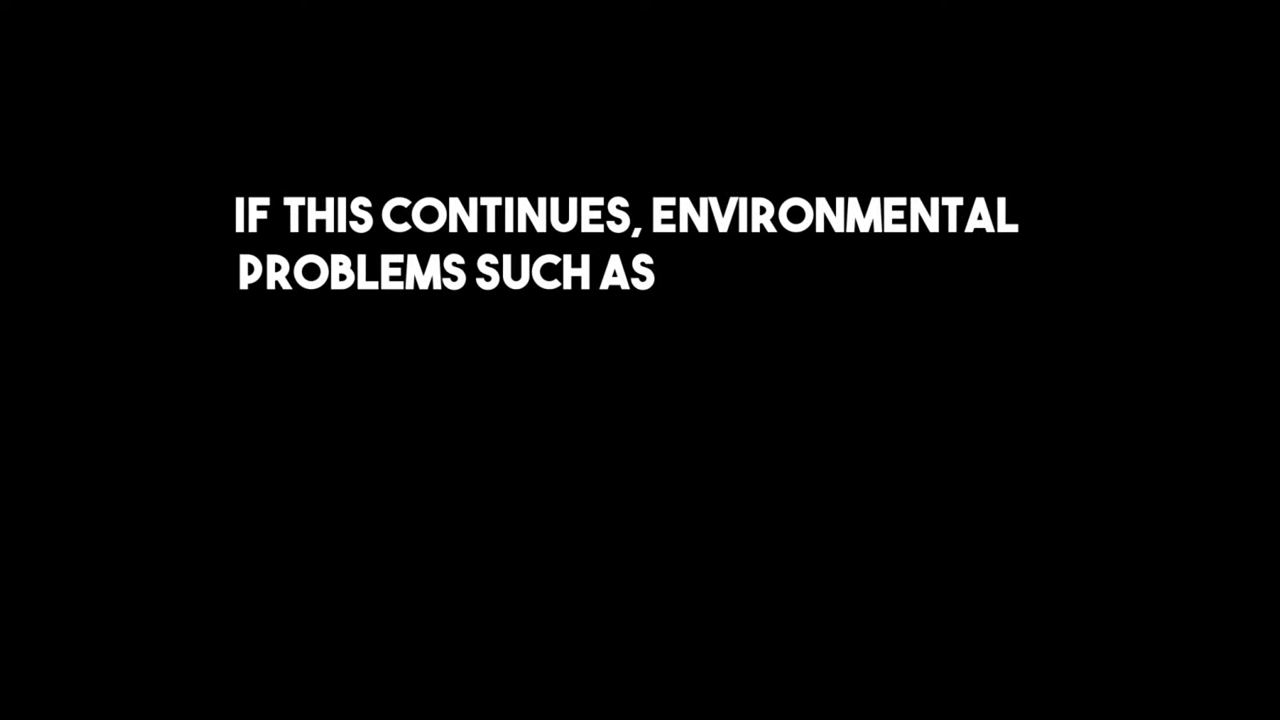 IF THIS CONTINUES, ENVIRONMENTAL
PROBLEMS SUCH AS